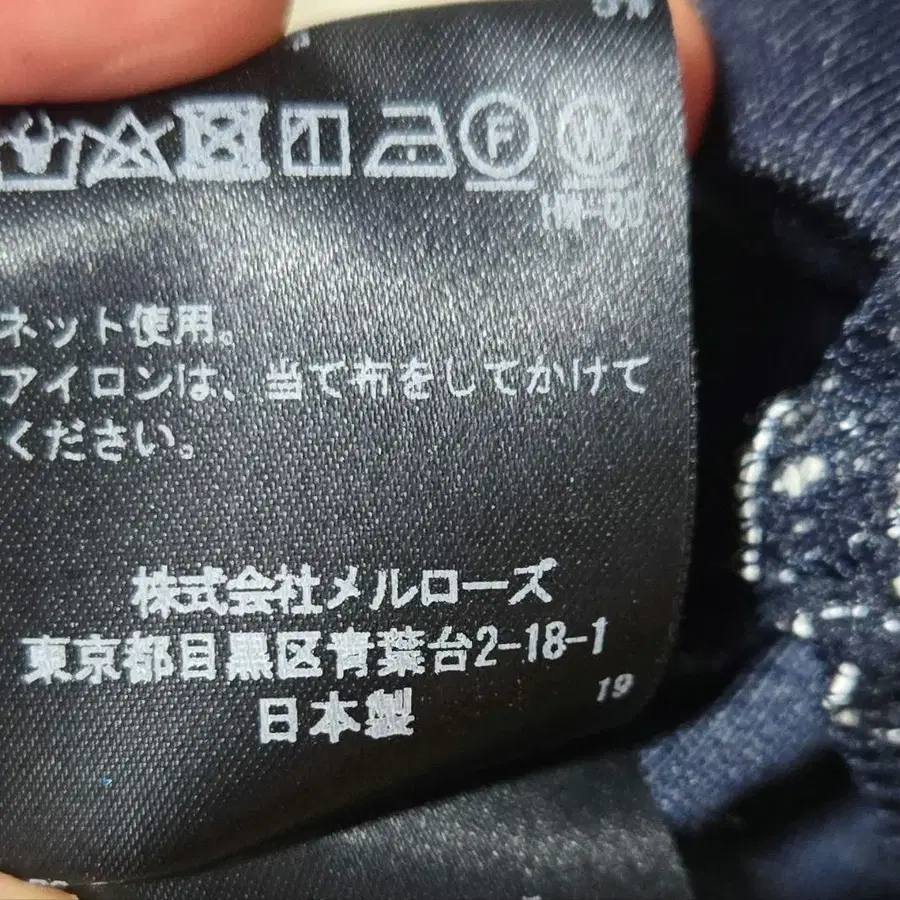 F W
ネット使用。
アイロンは、当て布をしてかけて
ください。
株式会社メルローズ
東京都目黒区青葉台2-18-1
日本製
19